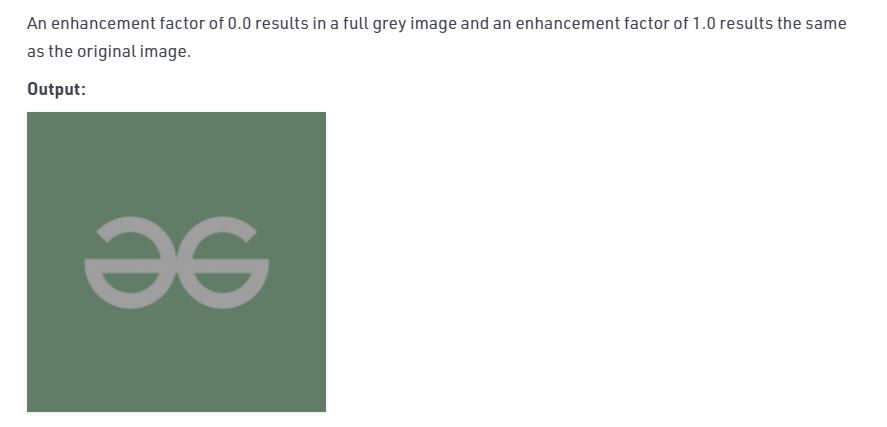 An enhancement factor of 0.0 results in a full grey image and an enhancement factor of 1.0 results the same
as the original image.
Output: